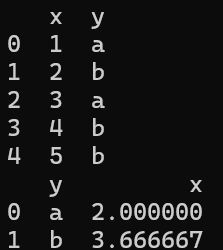 x  y
0  1  a
1  2  b
2  3  a
3  4  b
4  5  b
   y         x
0  a  2.000000
1  b  3.666667